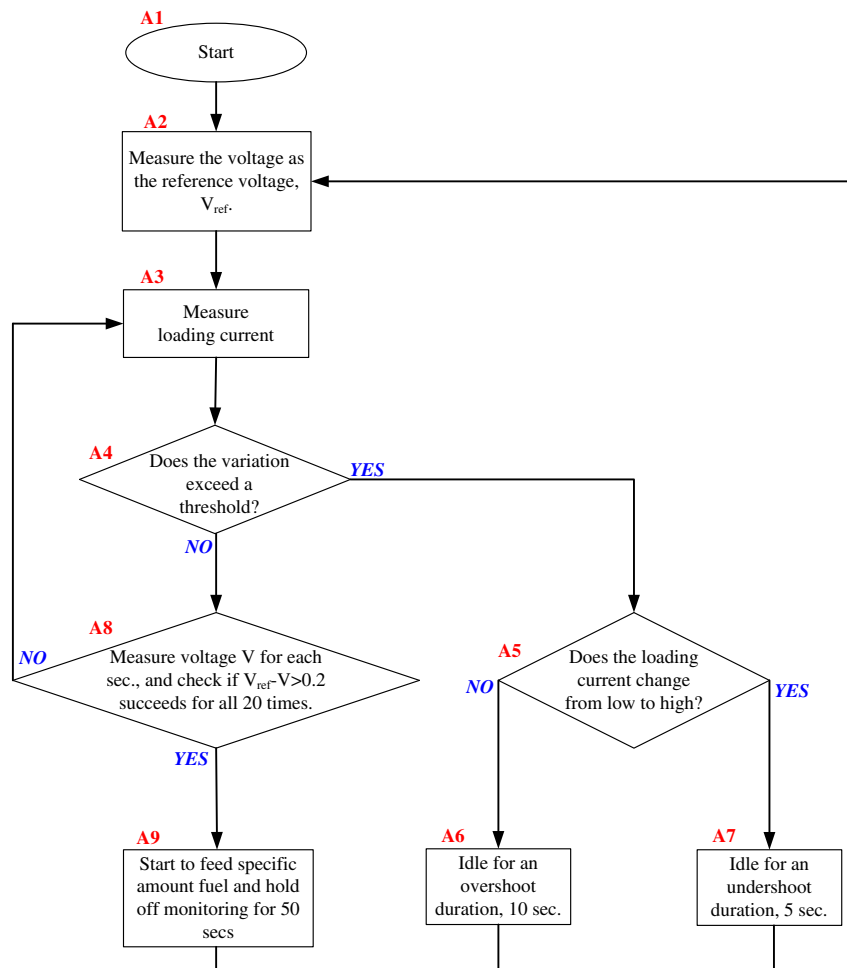 A1
Start
A2
Measure the voltage as
the reference voltage,
Vref.
A3
Measure
loading current
A4
Does the variation
exceed a
threshold?
YES
NO
A8
NO
Measure voltage V for each
sec., and check if Vref-V>0.2
succeeds for all 20 times.
YES
A5
NO
Does the loading
current change
from low to high?
YES
A9
Start to feed specific
amount fuel and hold
off monitoring for 50
secs
A6
Idle for an
overshoot
duration, 10 sec.
A7
Idle for an
undershoot
duration, 5 sec.